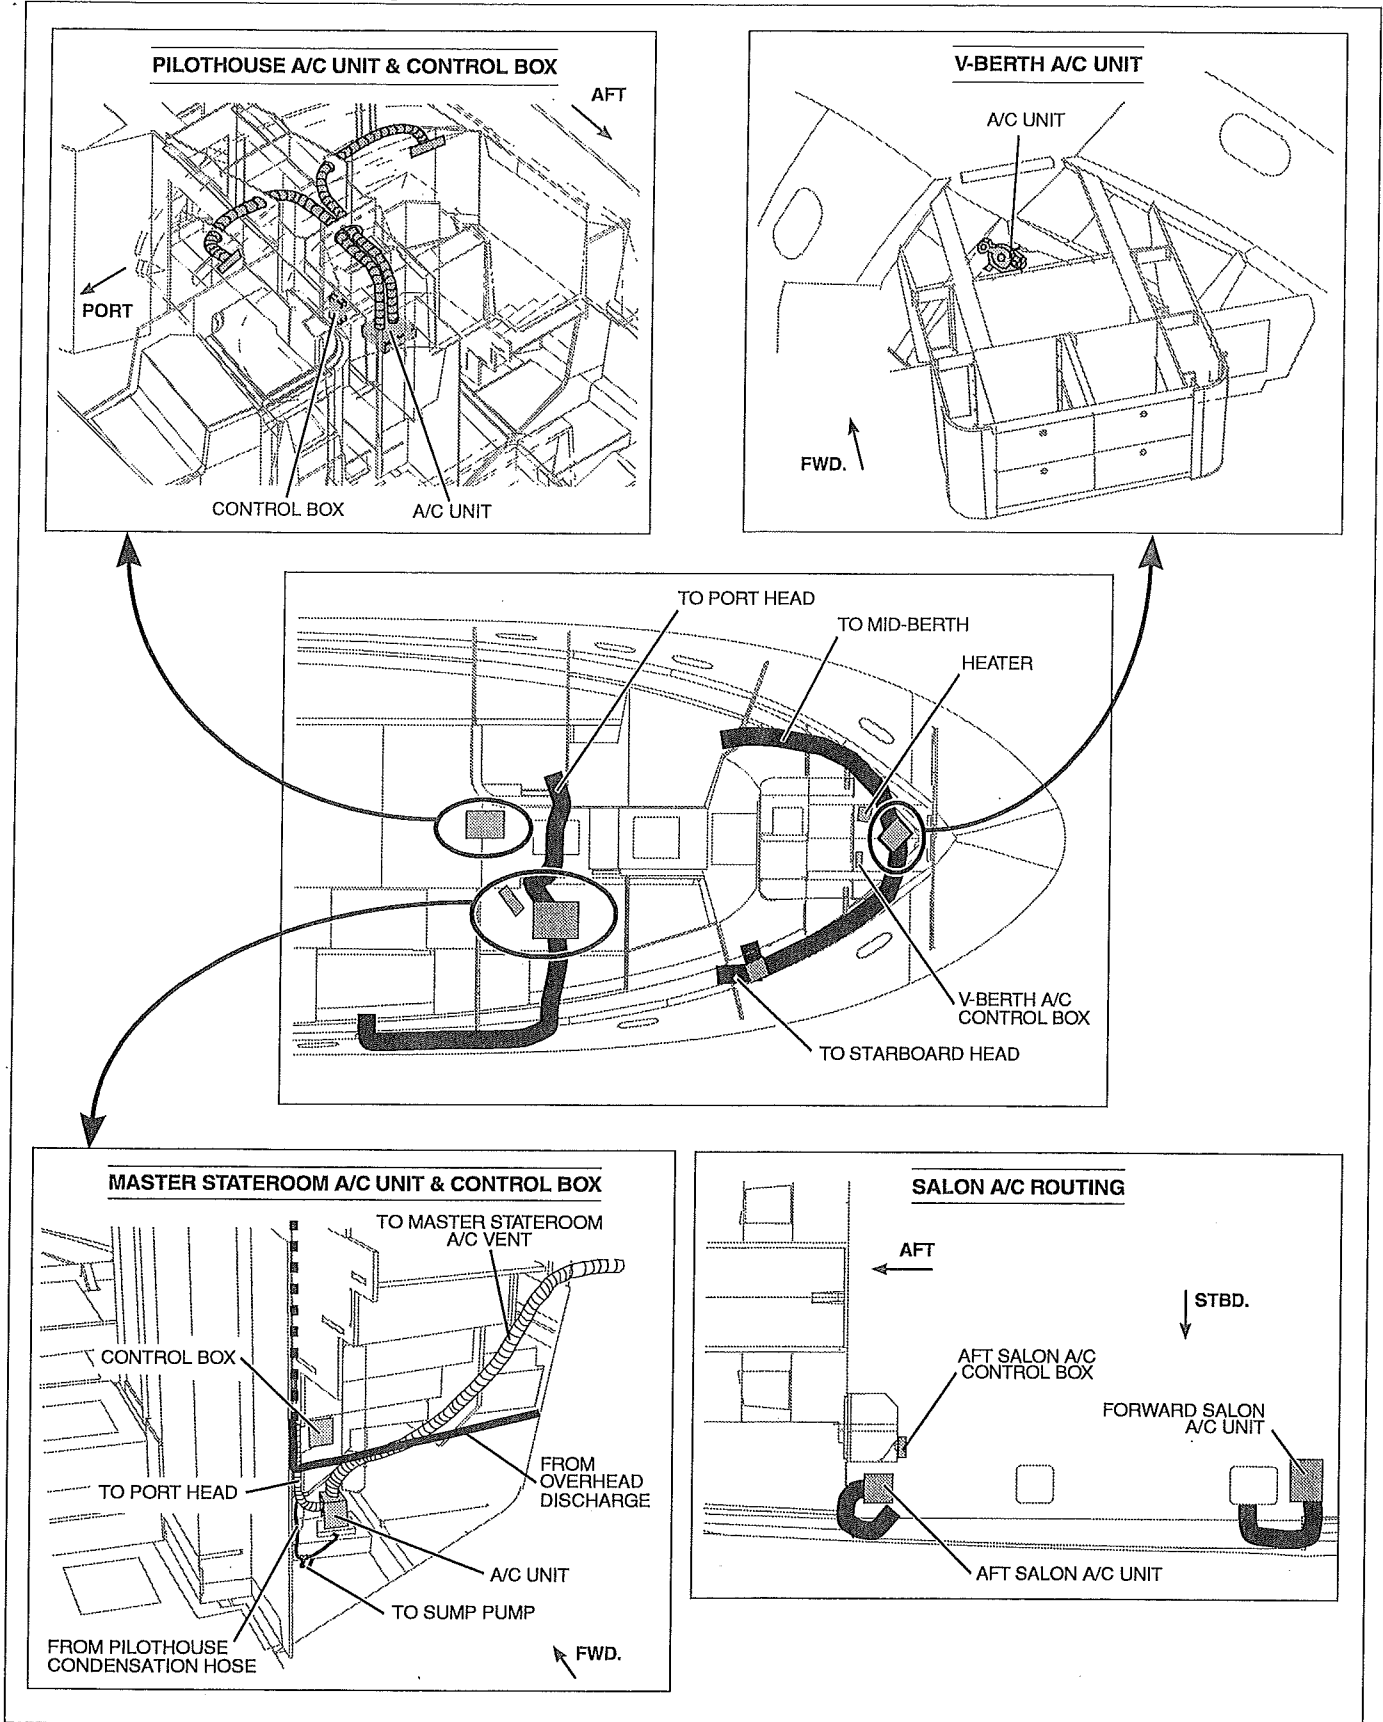 PILOTHOUSE A/C UNIT & CONTROL BOX
AFT
PORT
CONTROL BOX
A/C UNIT
V-BERTH A/C UNIT
A/C UNIT
FWD.
TO PORT HEAD
TO MID-BERTH
HEATER
V-BERTH A/C
CONTROL BOX
TO STARBOARD HEAD
MASTER STATEROOM A/C UNIT & CONTROL BOX
TO MASTER STATEROOM
A/C VENT
CONTROL BOX
TO PORT HEAD
FROM
OVERHEAD
DISCHARGE
A/C UNIT
TO SUMP PUMP
FROM PILOTHOUSE
CONDENSATION HOSE
FWD.
SALON A/C ROUTING
AFT
STBD.
AFT SALON A/C
CONTROL BOX
FORWARD SALON
A/C UNIT
AFT SALON A/C UNIT